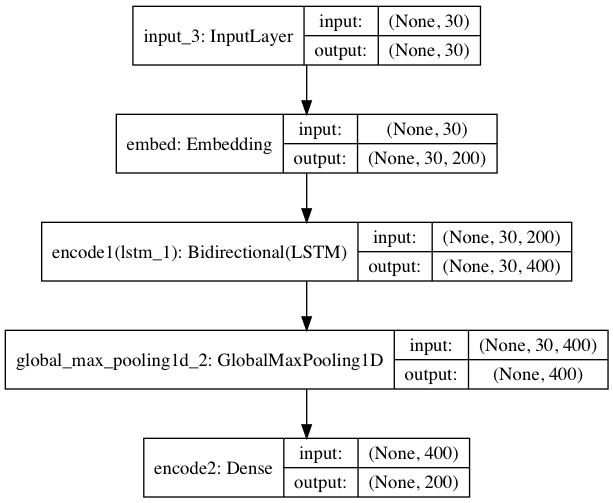 input_3: InputLayer
input: (None, 30)
output: (None, 30)
embed: Embedding
input: (None, 30)
output: (None, 30, 200)
encode1(lstm_1): Bidirectional(LSTM)
input: (None, 30, 200)
output: (None, 30, 400)
global_max_pooling1d_2: GlobalMaxPooling1D
input: (None, 30, 400)
output: (None, 400)
encode2: Dense
input: (None, 400)
output: (None, 200)